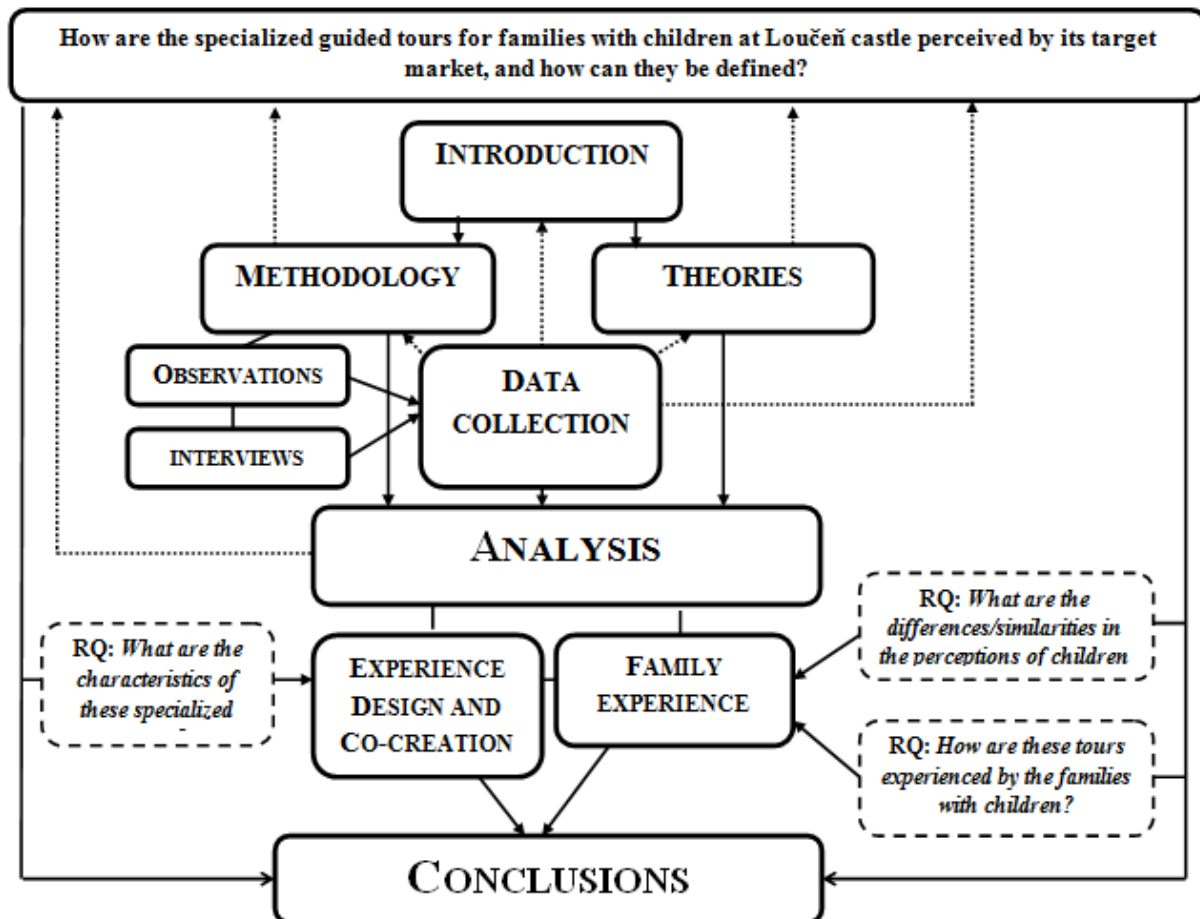 How are the specialized guided tours for families with children at Loučeň castle perceived by its target
market, and how can they be defined?
INTRODUCTION
METHODOLOGY
THEORIES
OBSERVATIONS
DATA
COLLECTION
INTERVIEWS
ANALYSIS
RQ: What are the
characteristics of
these specialized
EXPERIENCE
DESIGN AND
CO-CREATION
FAMILY
EXPERIENCE
RQ: What are the
differences/similarities in
the perceptions of children
RQ: How are these tours
experienced by the families
with children?
CONCLUSIONS